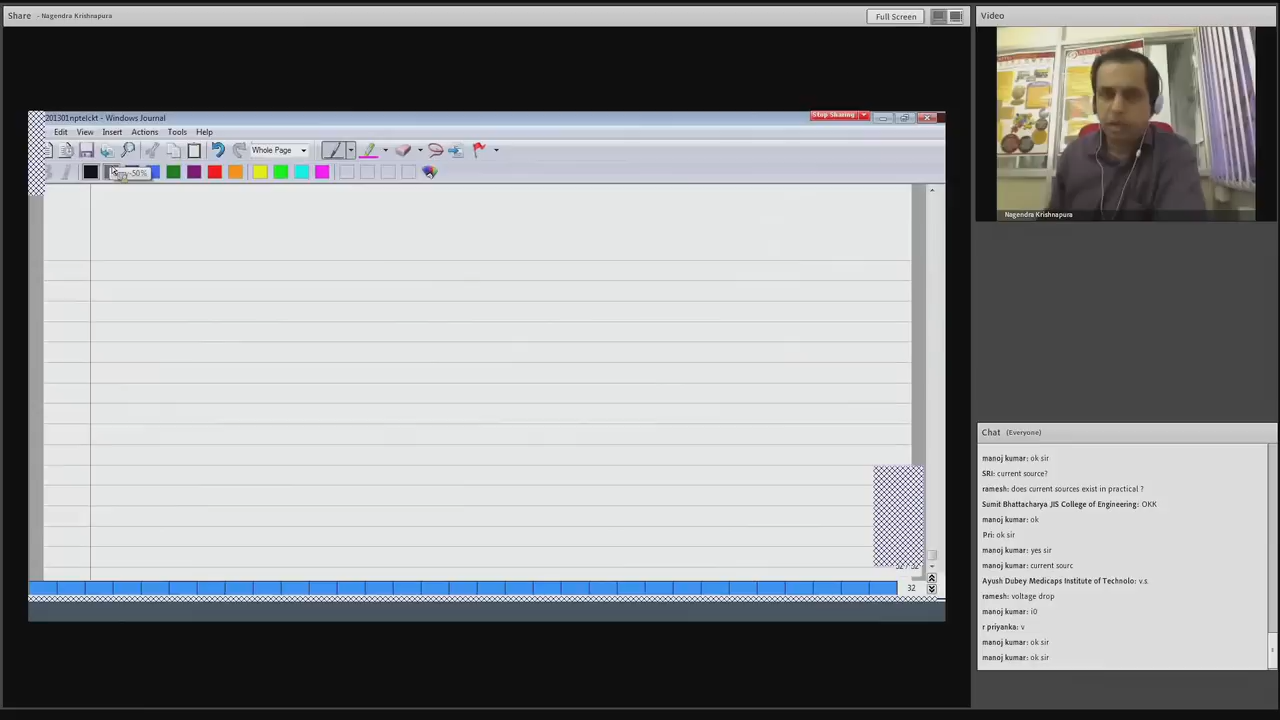 Share - Nagendra Krishnapura
Full Screen
Video
201301nptelckt - Windows Journal
Stop Sharing
Edit View Insert Actions Tools Help
Whole Page
-50%
Nagendra Krishnapura
32
Chat (Everyone)
manoj kumar: ok sir
SRI: current source?
ramesh: does current sources exist in practical ?
Sumit Bhattacharya JIS College of Engineering: OKK
manoj kumar: ok
Pri: ok sir
manoj kumar: yes sir
manoj kumar: current sourc
Ayush Dubey Medicaps Institute of Technolo: v.s.
ramesh: voltage drop
manoj kumar: i0
r priyanka: v
manoj kumar: ok sir
manoj kumar: ok sir